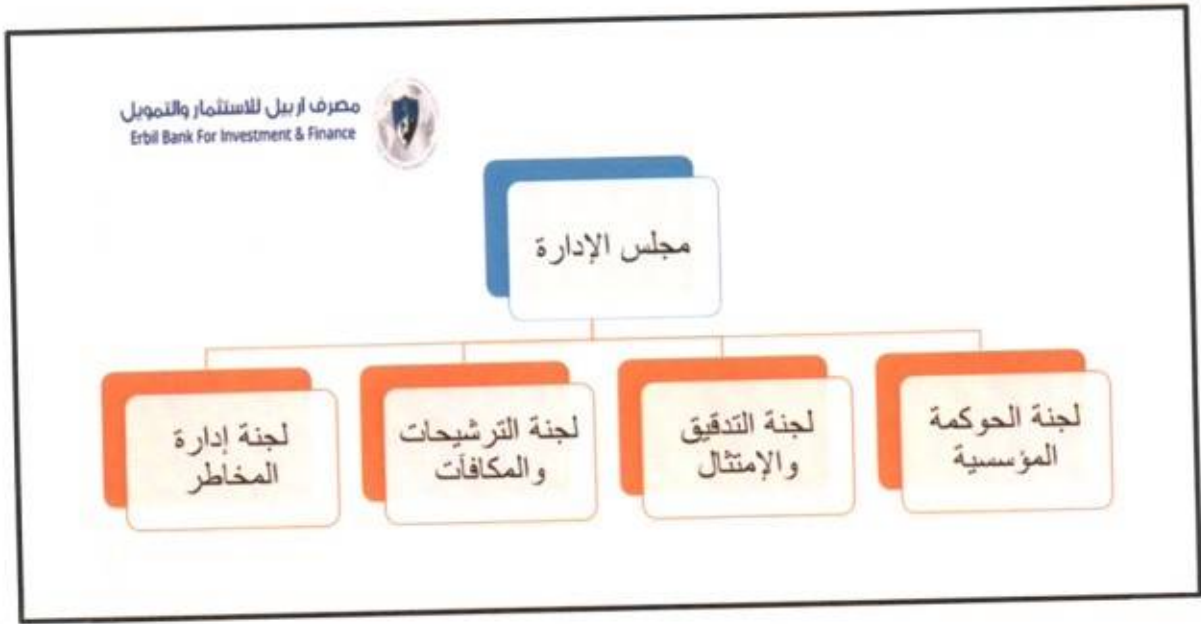 مصرف أربيل للاستثمار والتمويل
Erbil Bank For Investment & Finance
مجلس الإدارة
لجنة الحوكمة
المؤسسية
لجنة التدقيق
والإمتثال
لجنة الترشيحات
والمكافآت
لجنة إدارة
المخاطر